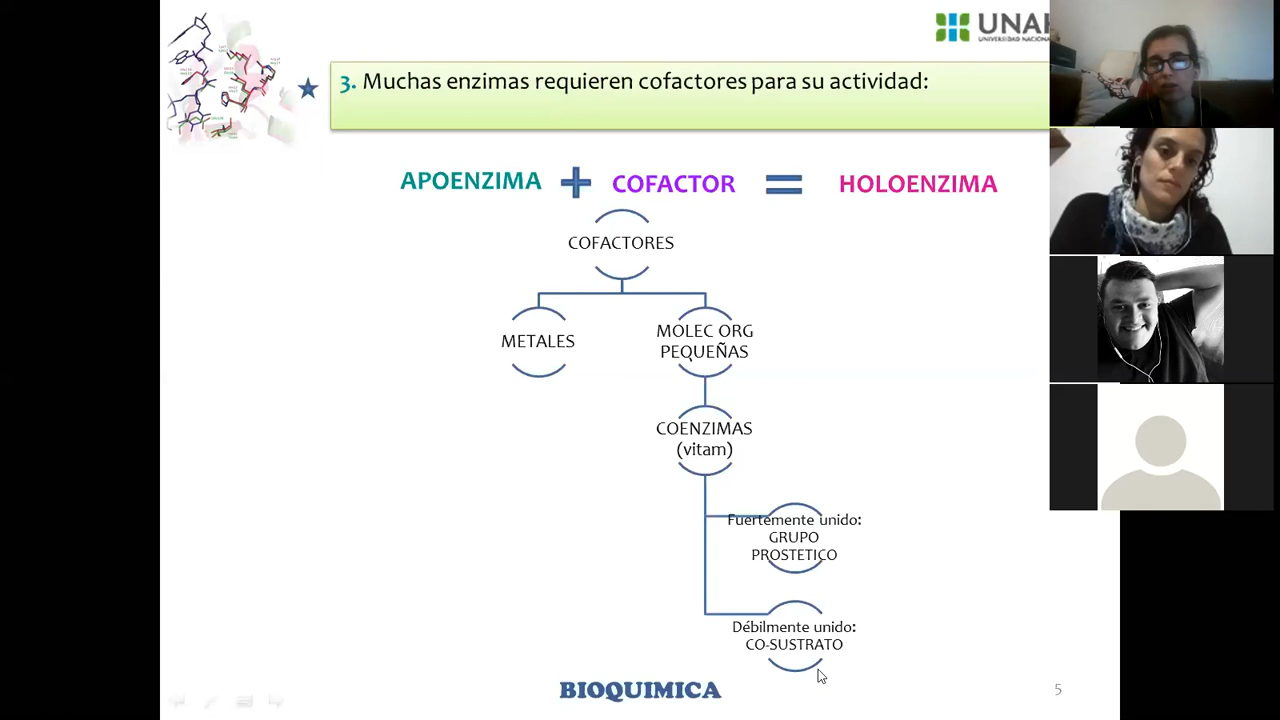 3. Muchas enzimas requieren cofactores para su actividad:
APOENZIMA + COFACTOR = HOLOENZIMA
COFACTORES
METALES
MOLEC ORG
PEQUEÑAS
COENZIMAS
(vitam)
Fuertemente unido:
GRUPO
PROSTETICO
Débilmente unido:
CO-SUSTRATO
BIOQUIMICA
5